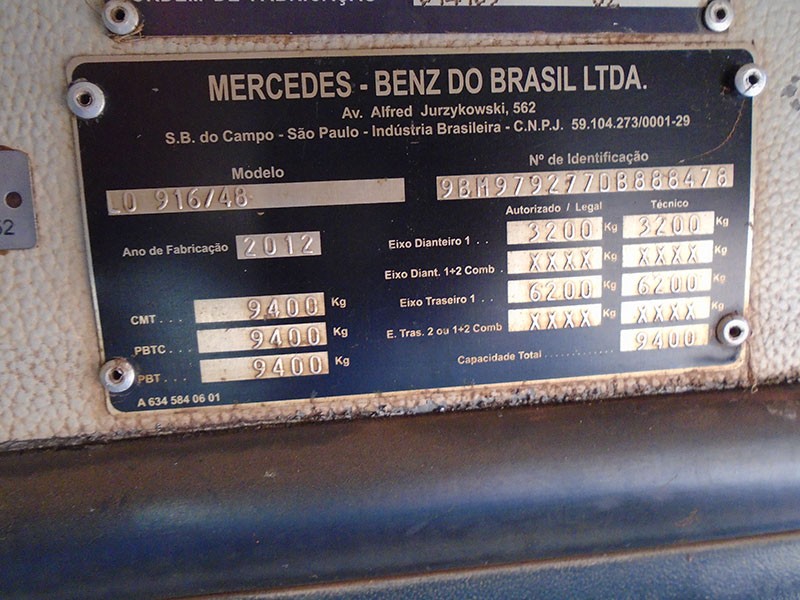 MERCEDES - BENZ DO BRASIL LTDA.
Av. Alfred Jurzykowski, 562
S.B. do Campo - São Paulo - Indústria Brasileira - C.N.P.J. 59.104.273/0001-29
Modelo
LO 916/48
Nº de Identificação
9BM979277DB888478
Ano de Fabricação 2012
Autorizado / Legal Técnico
Eixo Dianteiro 1 . . 3200 Kg 3200 Kg
Eixo Diant. 1+2 Comb . XXXX Kg XXXX Kg
Eixo Traseiro 1 . . 6200 Kg 6200 Kg
E. Tras. 2 ou 1+2 Comb XXXX Kg XXXX Kg
Capacidade Total 9400 Kg
CMT . . . . 9400 Kg
PBTC . . . 9400 Kg
PBT . . . . 9400 Kg
A 634 584 06 01